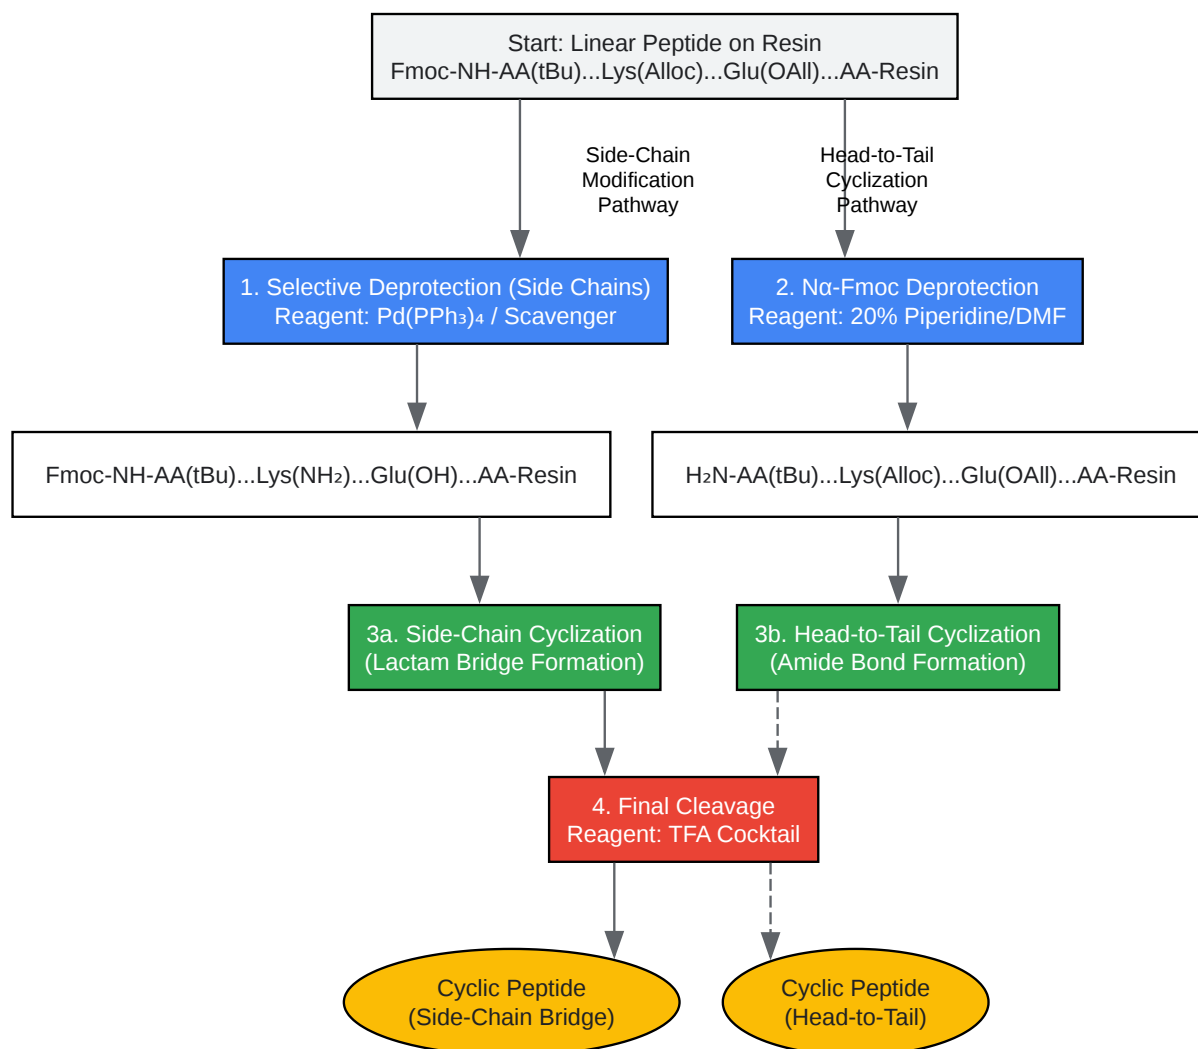 Start: Linear Peptide on Resin
Fmoc-NH-AA(tBu)...Lys(Alloc)...Glu(OAll)...AA-Resin
Side-Chain
Modification
Pathway
Head-to-Tail
Cyclization
Pathway
1. Selective Deprotection (Side Chains)
Reagent: Pd(PPh₃)₄ / Scavenger
2. Nα-Fmoc Deprotection
Reagent: 20% Piperidine/DMF
Fmoc-NH-AA(tBu)...Lys(NH₂)...Glu(OH)...AA-Resin
H₂N-AA(tBu)...Lys(Alloc)...Glu(OAll)...AA-Resin
3a. Side-Chain Cyclization
(Lactam Bridge Formation)
3b. Head-to-Tail Cyclization
(Amide Bond Formation)
4. Final Cleavage
Reagent: TFA Cocktail
Cyclic Peptide
(Side-Chain Bridge)
Cyclic Peptide
(Head-to-Tail)